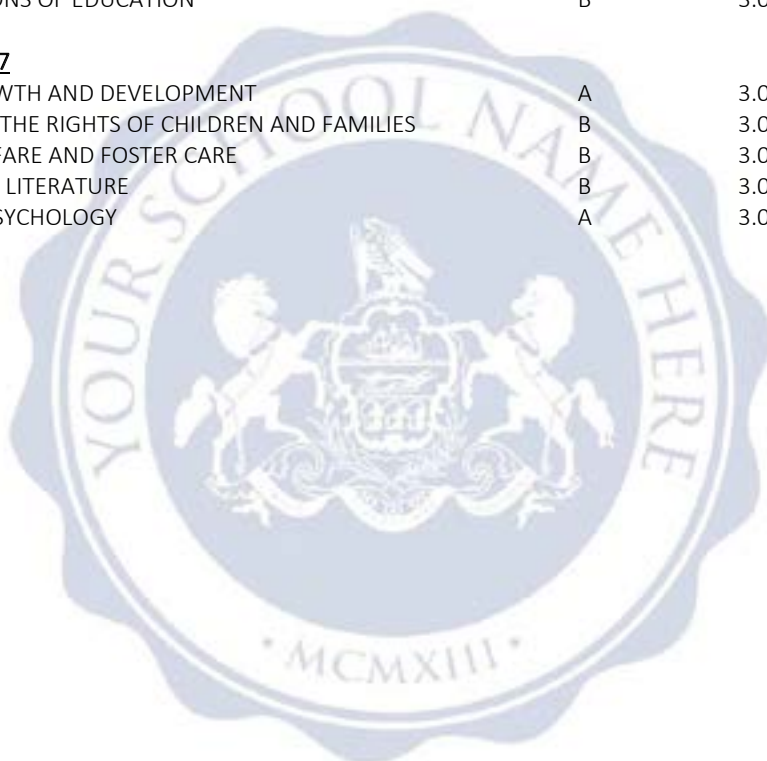 ONS OF EDUCATION B 3.0
7
WTH AND DEVELOPMENT A 3.0
THE RIGHTS OF CHILDREN AND FAMILIES B 3.0
FARE AND FOSTER CARE B 3.0
LITERATURE B 3.0
SYCHOLOGY A 3.0
YOUR SCHOOL NAME HERE
• MCMXIII •